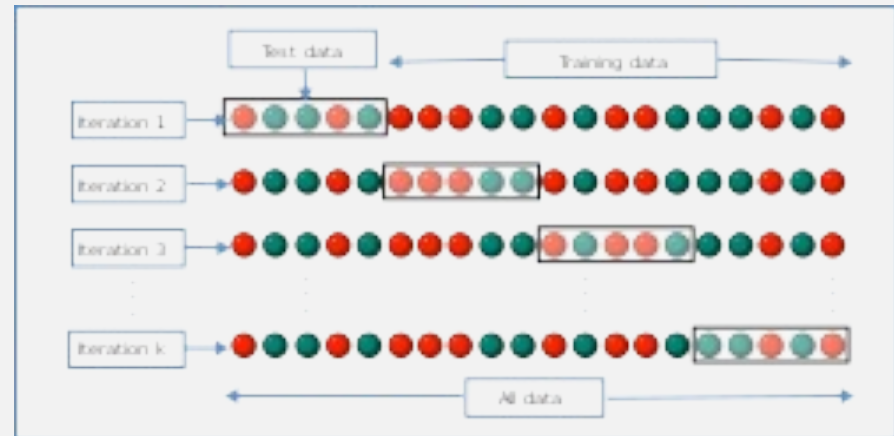 Test data
Training data
Iteration 1
Iteration 2
Iteration 3
Iteration k
All data